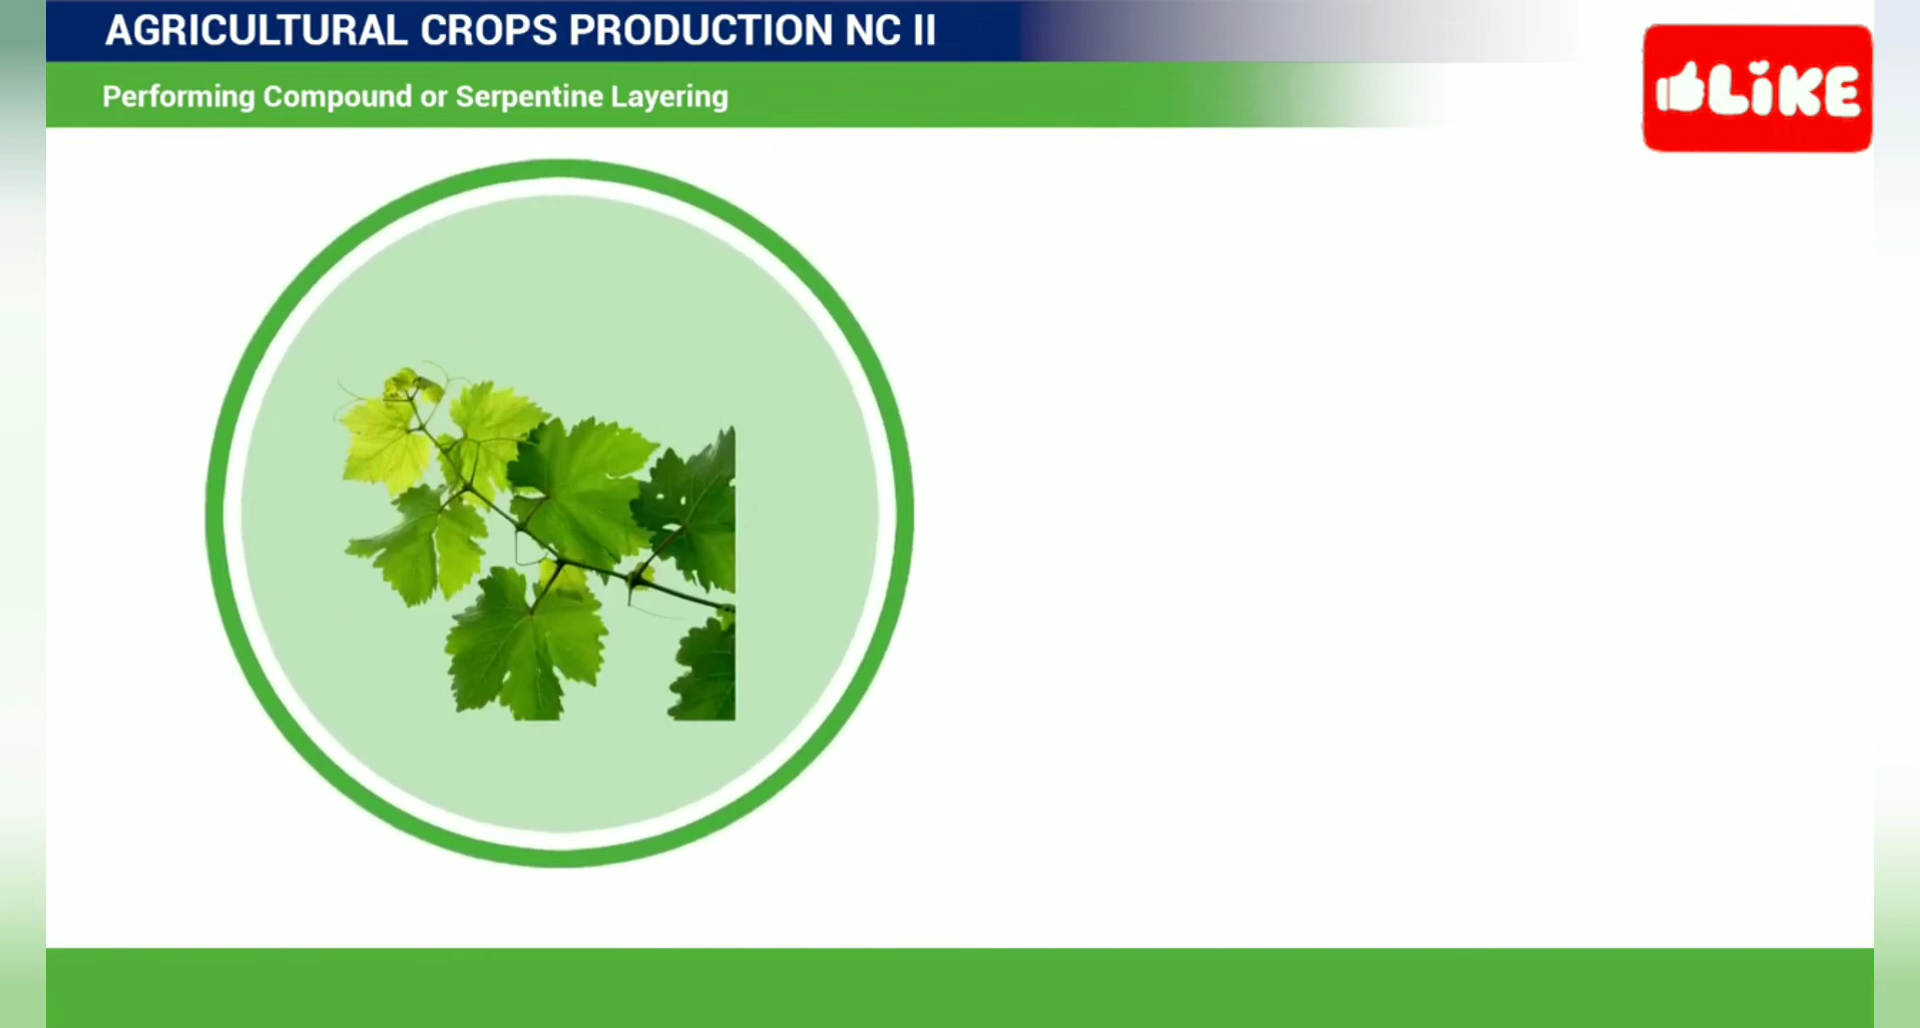 AGRICULTURAL CROPS PRODUCTION NC II
Performing Compound or Serpentine Layering
LiKE